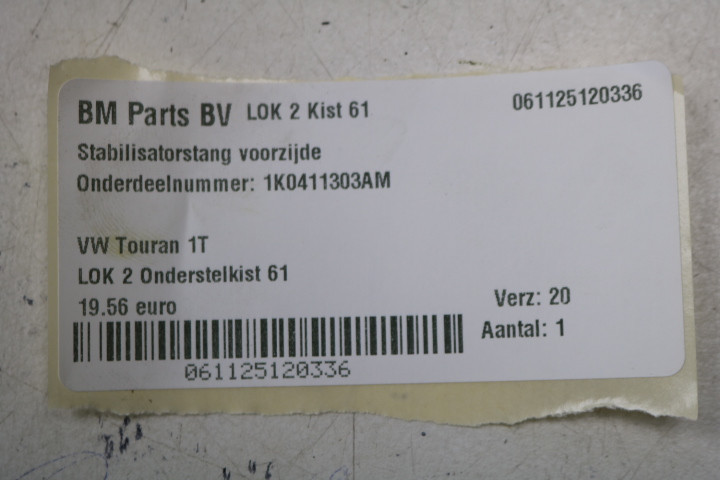 BM Parts BV LOK 2 Kist 61
061125120336
Stabilisatorstang voorzijde
Onderdeelnummer: 1K0411303AM
VW Touran 1T
LOK 2 Onderstelkist 61
19.56 euro
Verz: 20
Aantal: 1
061125120336